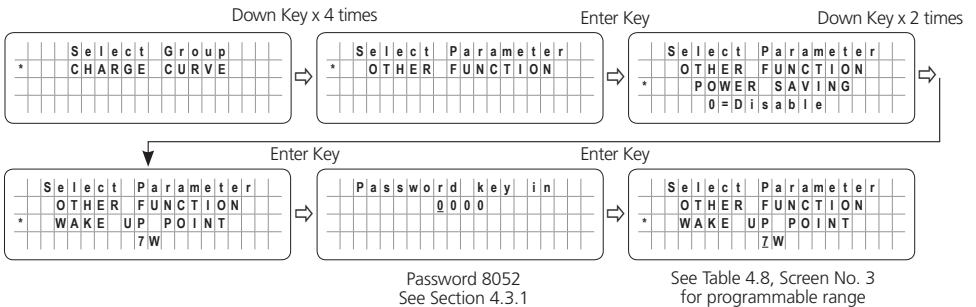 Down Key x 4 times
Select Group
* CHARGE CURVE
Select Parameter
* OTHER FUNCTION
Enter Key
Select Parameter
OTHER FUNCTION
* POWER SAVING
0=Disable
Down Key x 2 times
Select Parameter
OTHER FUNCTION
* WAKE UP POINT
7W
Enter Key
Password key in
0000
Password 8052
See Section 4.3.1
Enter Key
Select Parameter
OTHER FUNCTION
* WAKE UP POINT
7W
See Table 4.8, Screen No. 3
for programmable range